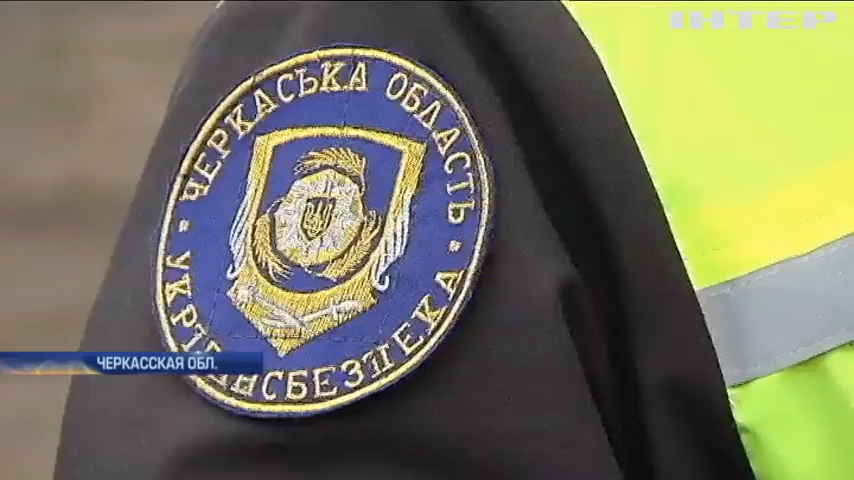 ІНТЕР
ЧЕРКАСЬКА ОБЛАСТЬ
УКРТРАНСБЕЗПЕКА
ЧЕРКАССКАЯ ОБЛ.